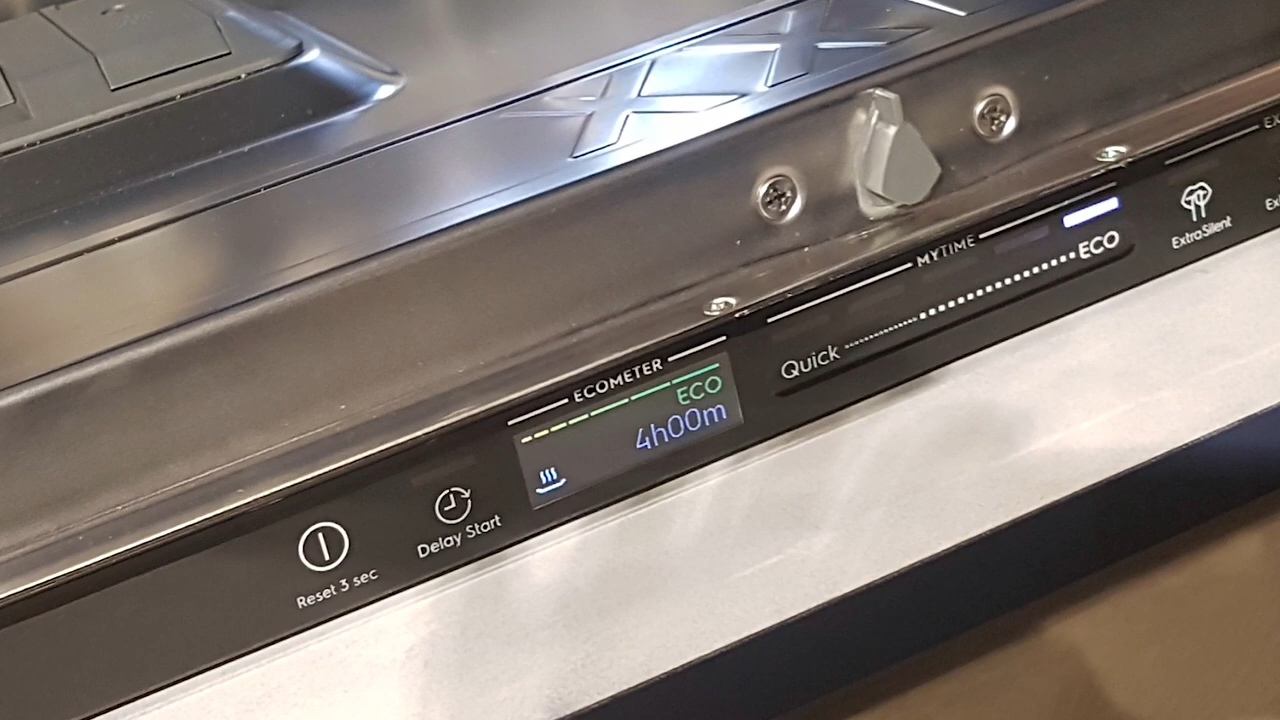 Reset 3 sec
Delay Start
ECOMETER
ECO
4h00m
MYTIME
Quick
ECO
ExtraSilent